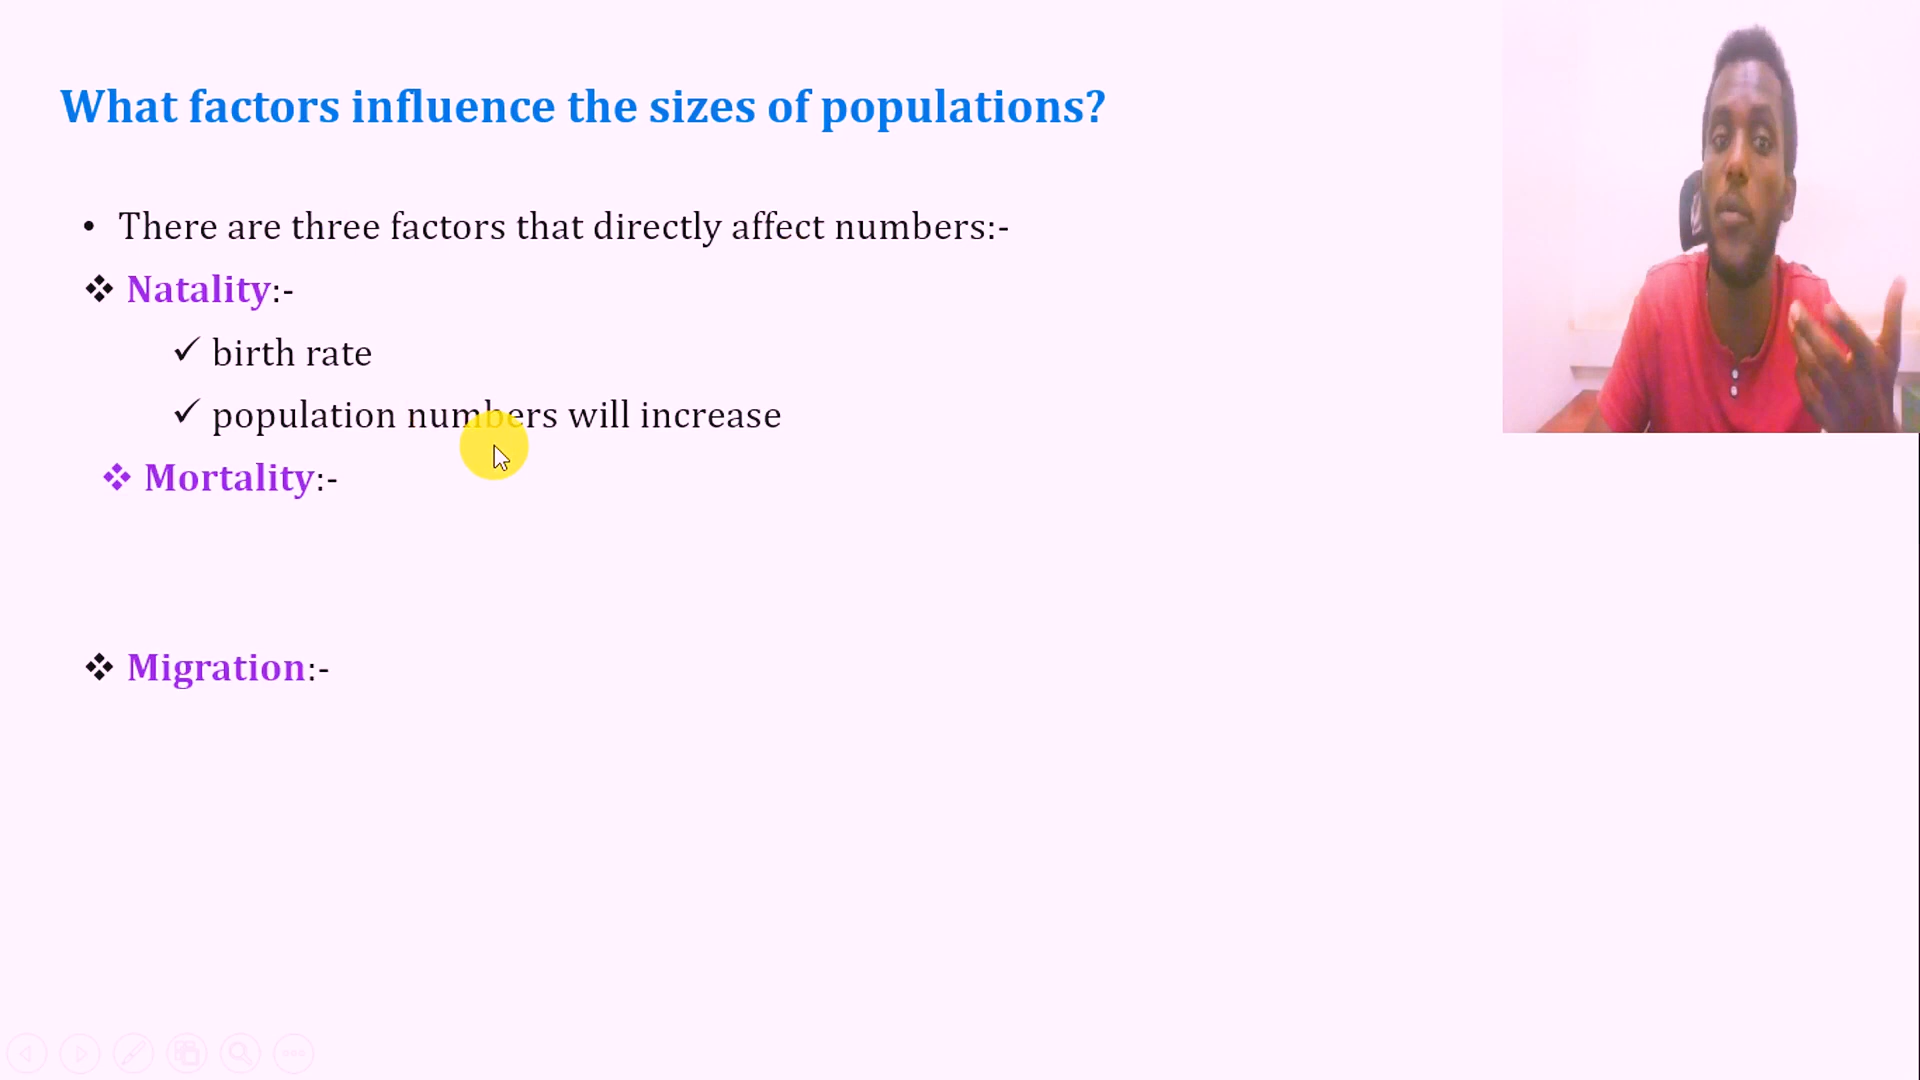 What factors influence the sizes of populations?
• There are three factors that directly affect numbers:-
❖ Natality:-
✓ birth rate
✓ population numbers will increase
❖ Mortality:-
❖ Migration:-